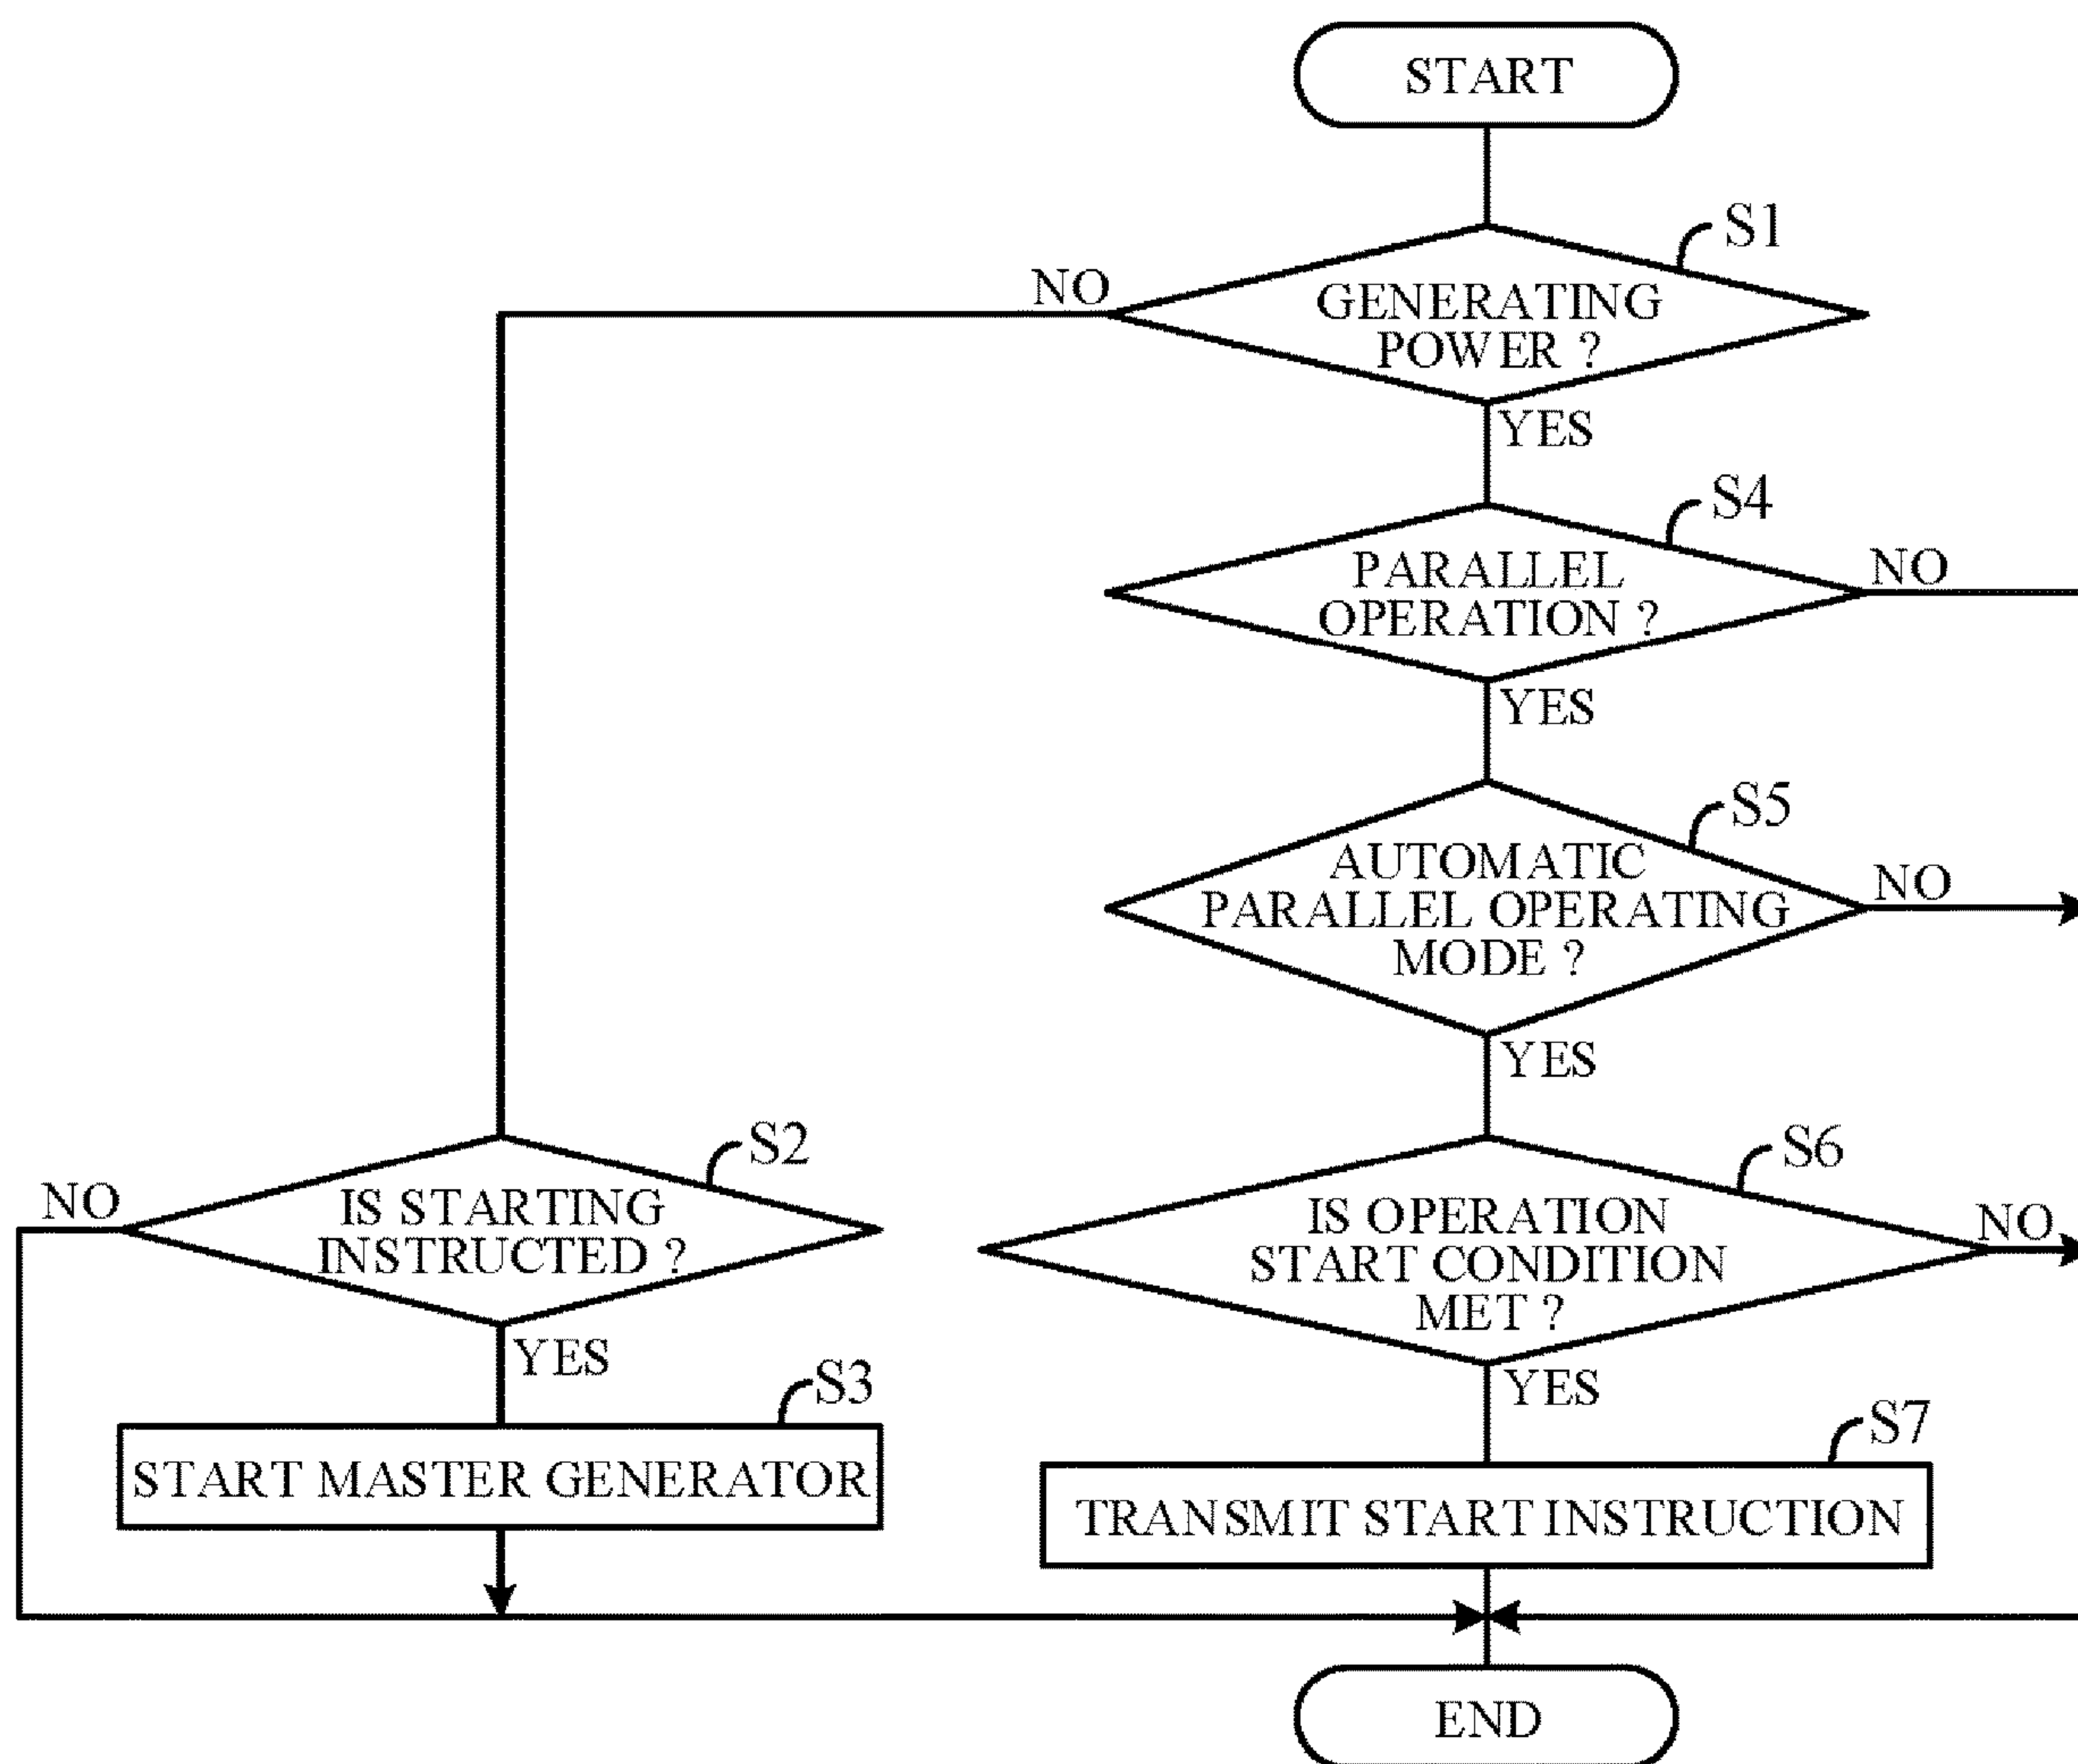 START
S1
NO
GENERATING
POWER ?
YES
S4
PARALLEL
OPERATION ?
NO
YES
S5
AUTOMATIC
PARALLEL OPERATING
MODE ?
NO
YES
S2
NO
IS STARTING
INSTRUCTED ?
YES
S3
START MASTER GENERATOR
S6
IS OPERATION
START CONDITION
MET ?
NO
YES
S7
TRANSMIT START INSTRUCTION
END